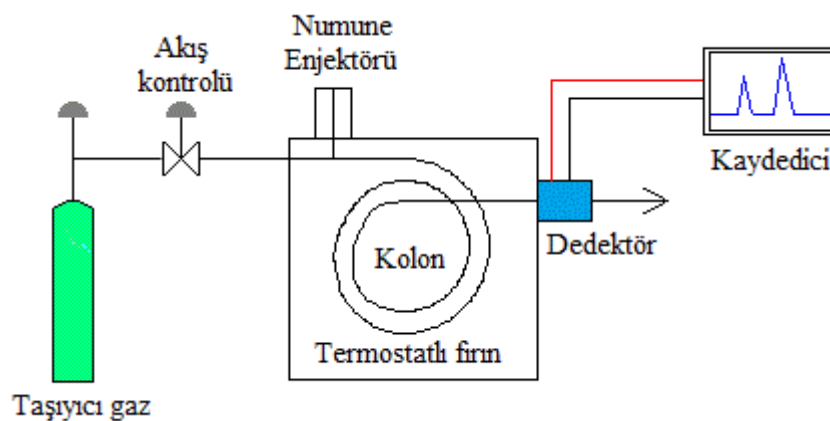 Numune
Enjektörü
Akış
kontrolü
Kaydedici
Dedektör
Kolon
Termostatlı fırın
Taşıyıcı gaz